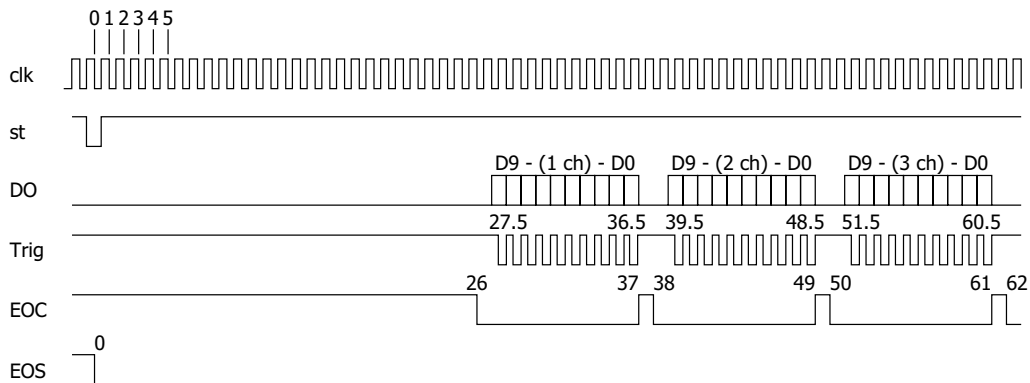 0 1 2 3 4 5
clk
st
D9 - (1 ch) - D0 D9 - (2 ch) - D0 D9 - (3 ch) - D0
DO
27.5 36.5 39.5 48.5 51.5 60.5
Trig
26 37 38 49 50 61 62
EOC
0
EOS